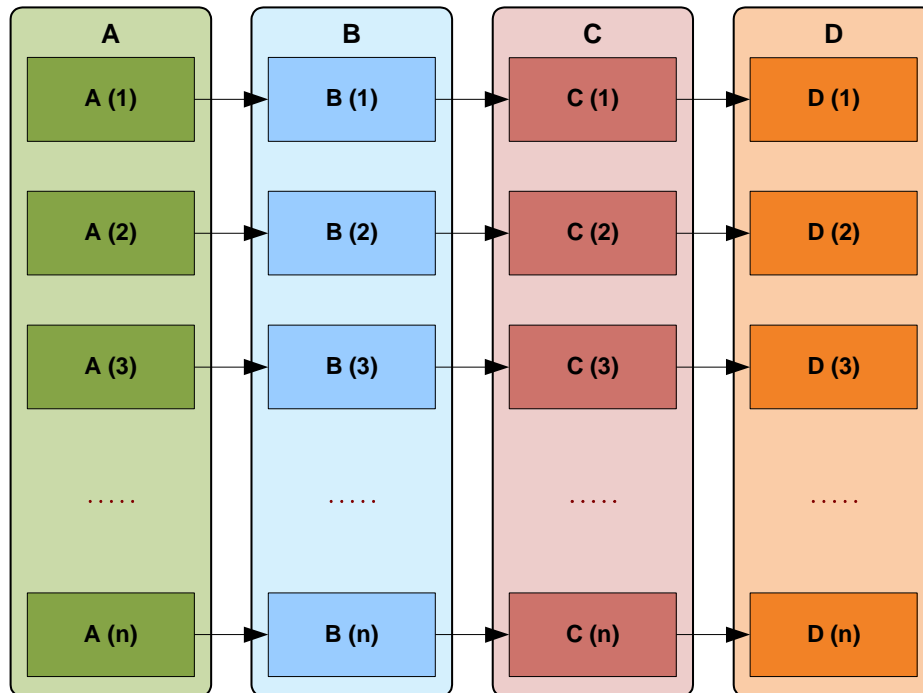 A B C D
A (1) B (1) C (1) D (1)
A (2) B (2) C (2) D (2)
A (3) B (3) C (3) D (3)
..... ..... ..... .....
A (n) B (n) C (n) D (n)